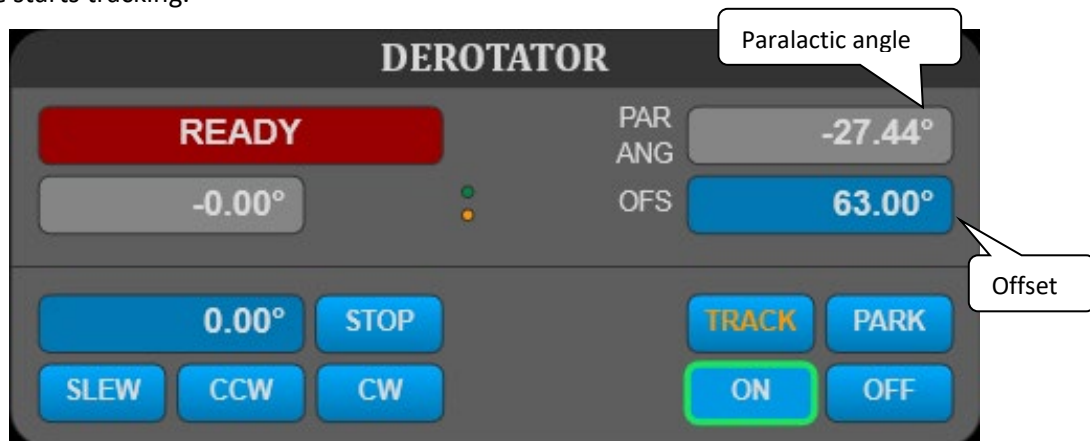 starts tracking.
Paralactic angle
DEROTATOR
READY
PAR ANG
-27.44°
-0.00°
OFS
63.00°
Offset
0.00°
STOP
TRACK
PARK
SLEW
CCW
CW
ON
OFF